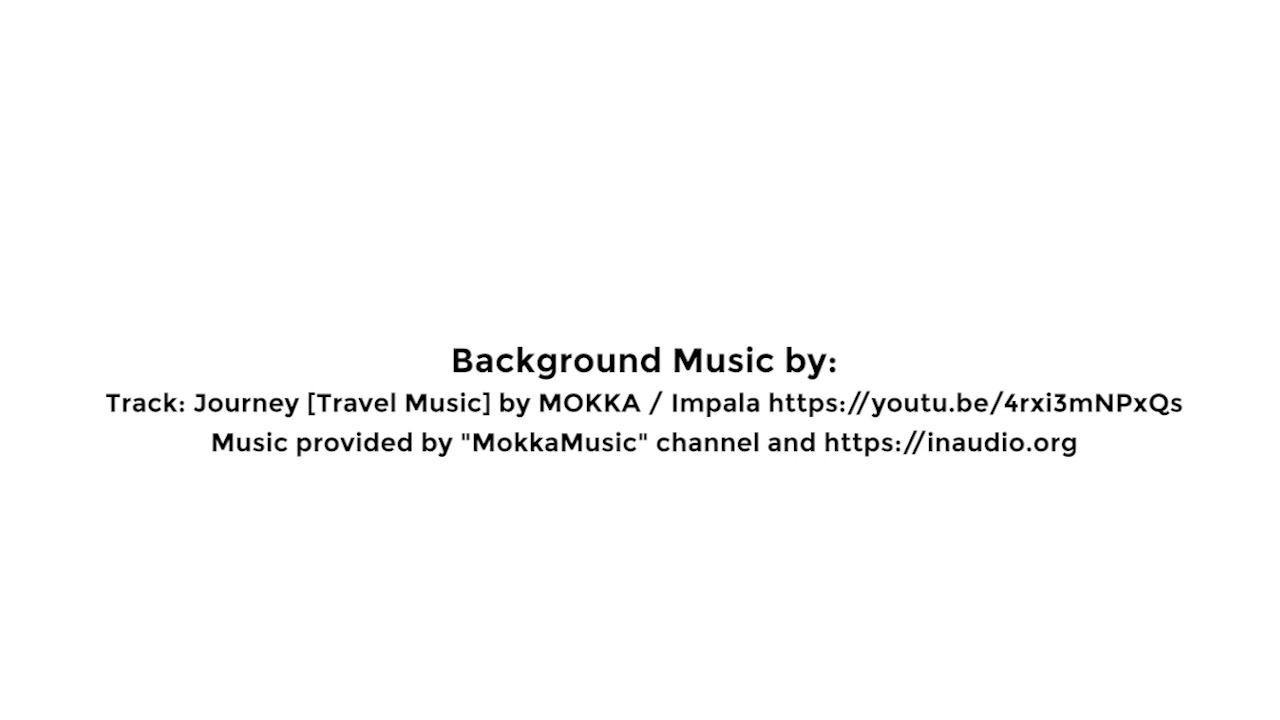 Background Music by:
Track: Journey [Travel Music] by MOKKA / Impala https://youtu.be/4rxi3mNPxQs
Music provided by "MokkaMusic" channel and https://inaudio.org